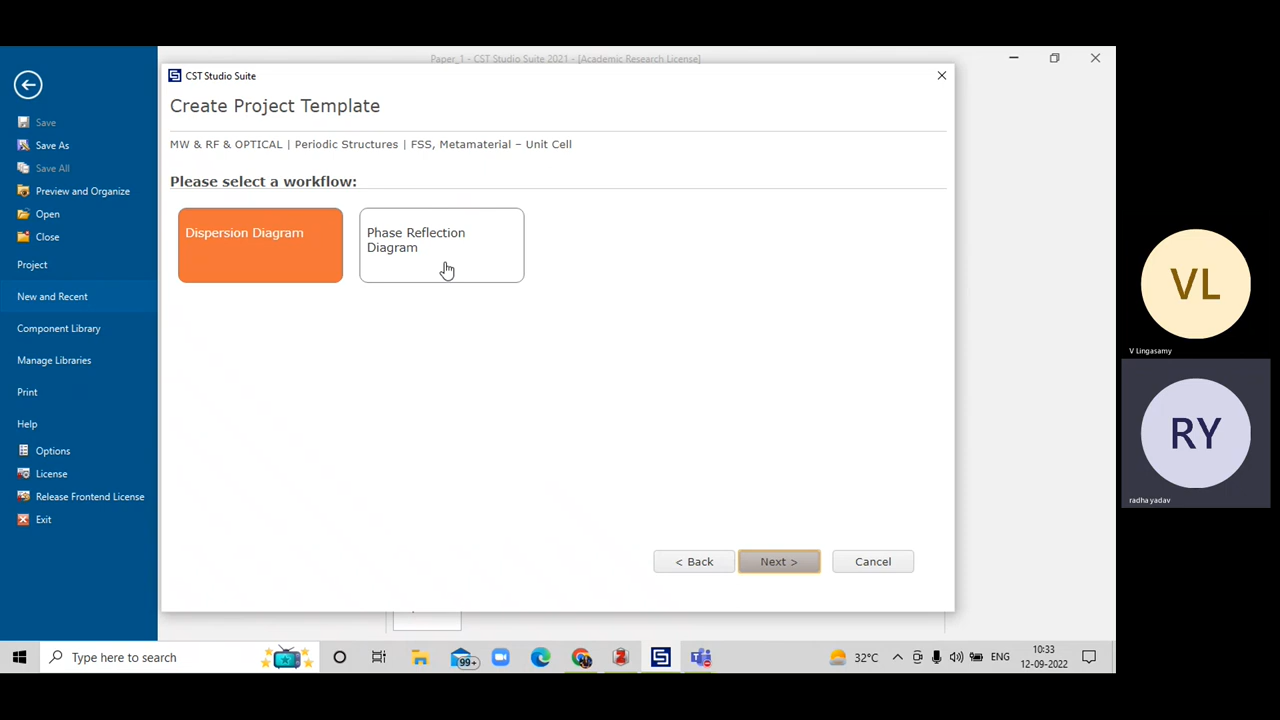 Paper_1 - CST Studio Suite 2021 - [Academic Research License]
CST Studio Suite
Create Project Template
MW & RF & OPTICAL | Periodic Structures | FSS, Metamaterial – Unit Cell
Please select a workflow:
Dispersion Diagram
Phase Reflection
Diagram
< Back
Next >
Cancel
Save
Save As
Save All
Preview and Organize
Open
Close
Project
New and Recent
Component Library
Manage Libraries
Print
Help
Options
License
Release Frontend License
Exit
VL
V Lingasamy
RY
radha yadav
Type here to search
99+
32°C
ENG
10:33
12-09-2022